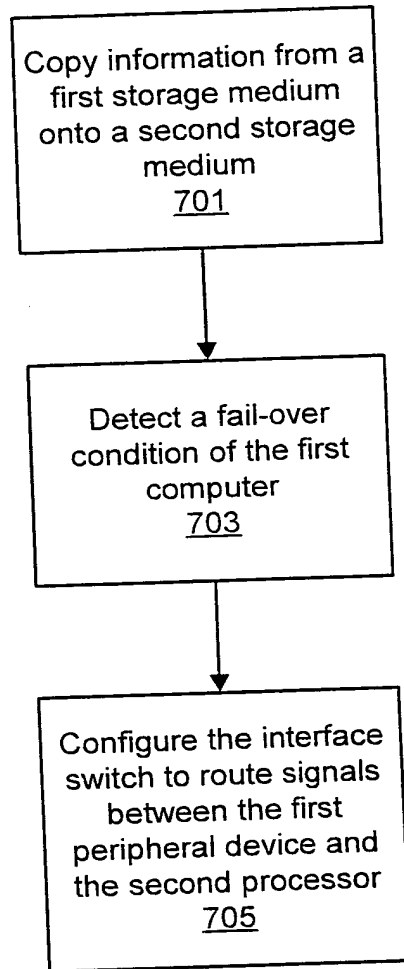 Copy information from a
first storage medium
onto a second storage
medium
701
Detect a fail-over
condition of the first
computer
703
Configure the interface
switch to route signals
between the first
peripheral device and
the second processor
705